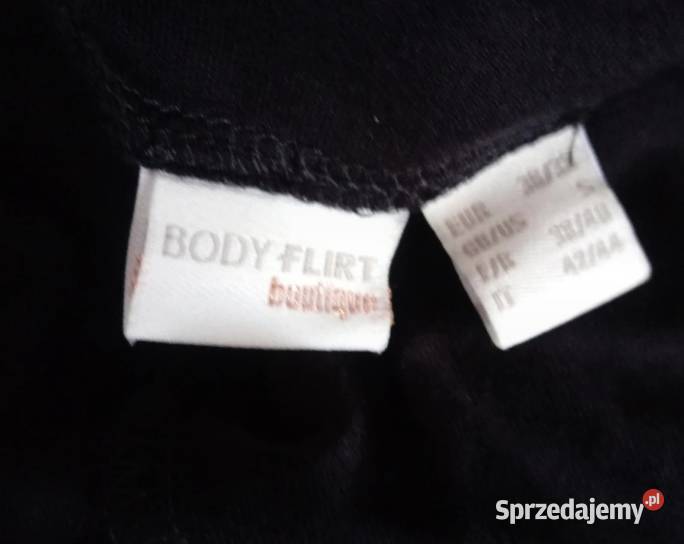 BODY FLIRT
boutique
EUR
GB/US S
F/B 38/40
IT 42/44
Sprzedajemy.pl